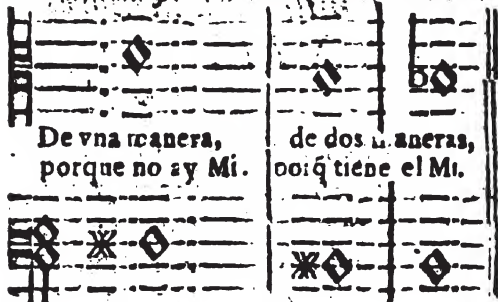 De vna manera, de dos maneras,
porque no ay Mi. porq̃ tiene el Mi.